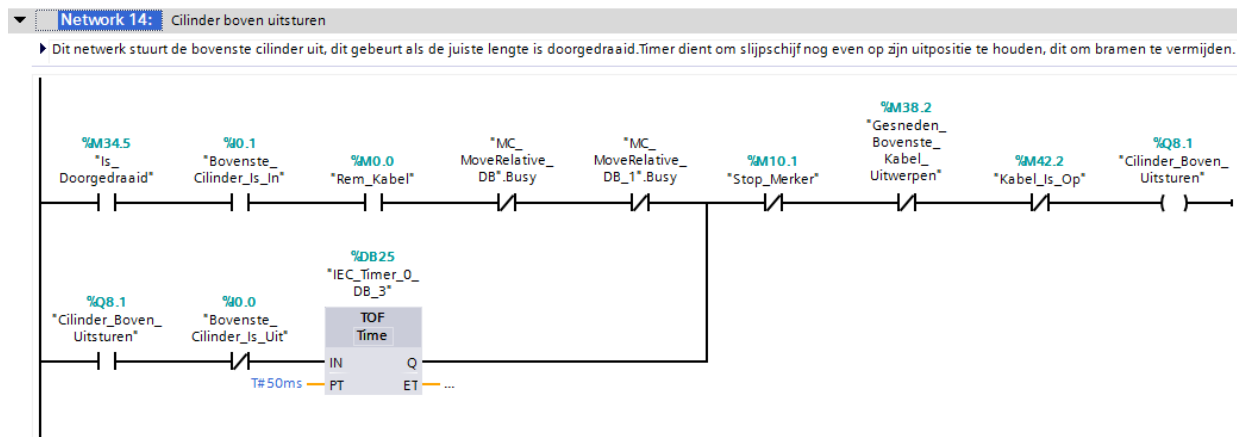 Network 14: Cilinder boven uitsturen
Dit netwerk stuurt de bovenste cilinder uit, dit gebeurt als de juiste lengte is doorgedraaid.Timer dient om slijpschijf nog even op zijn uitpositie te houden, dit om bramen te vermijden.
%M34.5
"Is_
Doorgedraaid"
%I0.1
"Bovenste_
Cilinder_Is_In"
%M0.0
"Rem_Kabel"
"MC_
MoveRelative_
DB".Busy
"MC_
MoveRelative_
DB_1".Busy
%M10.1
"Stop_Merker"
%M38.2
"Gesneden_
Bovenste_
Kabel_
Uitwerpen"
%M42.2
"Kabel_Is_Op"
%Q8.1
"Cilinder_Boven_
Uitsturen"
%Q8.1
"Cilinder_Boven_
Uitsturen"
%I0.0
"Bovenste_
Cilinder_Is_Uit"
%DB25
"IEC_Timer_0_
DB_3"
TOF
Time
IN Q
T#50ms PT ET ...